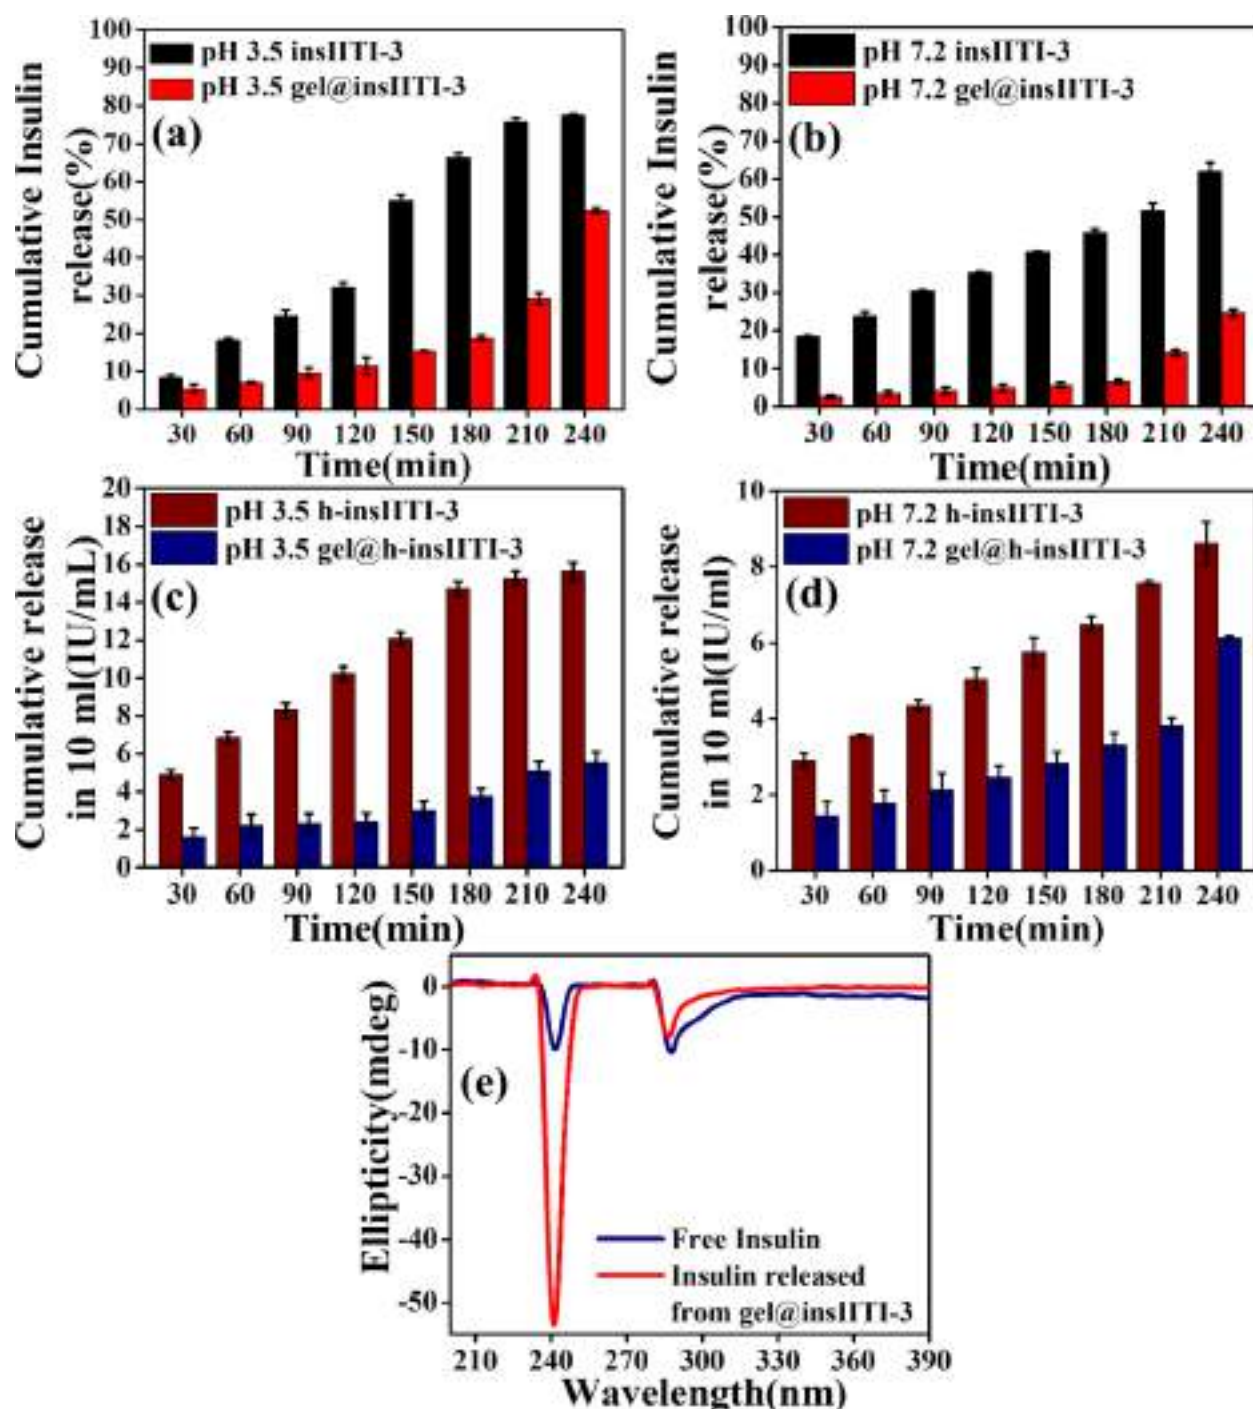 Cumulative Insulin
release(%)
100
90
80
70
60
50
40
30
20
10
0
pH 3.5 insIITI-3
pH 3.5 gel@insIITI-3
(a)
30 60 90 120 150 180 210 240
Time(min)
Cumulative Insulin
release(%)
100
90
80
70
60
50
40
30
20
10
0
pH 7.2 insIITI-3
pH 7.2 gel@insIITI-3
(b)
30 60 90 120 150 180 210 240
Time(min)
Cumulative release
in 10 ml(IU/mL)
20
18
16
14
12
10
8
6
4
2
0
pH 3.5 h-insIITI-3
pH 3.5 gel@h-insIITI-3
(c)
30 60 90 120 150 180 210 240
Time(min)
Cumulative release
in 10 ml(IU/ml)
10
8
6
4
2
0
pH 7.2 h-insIITI-3
pH 7.2 gel@h-insIITI-3
(d)
30 60 90 120 150 180 210 240
Time(min)
Ellipticity(mdeg)
0
-10
-20
-30
-40
-50
(e)
Free Insulin
Insulin released
from gel@insIITI-3
210 240 270 300 330 360 390
Wavelength(nm)